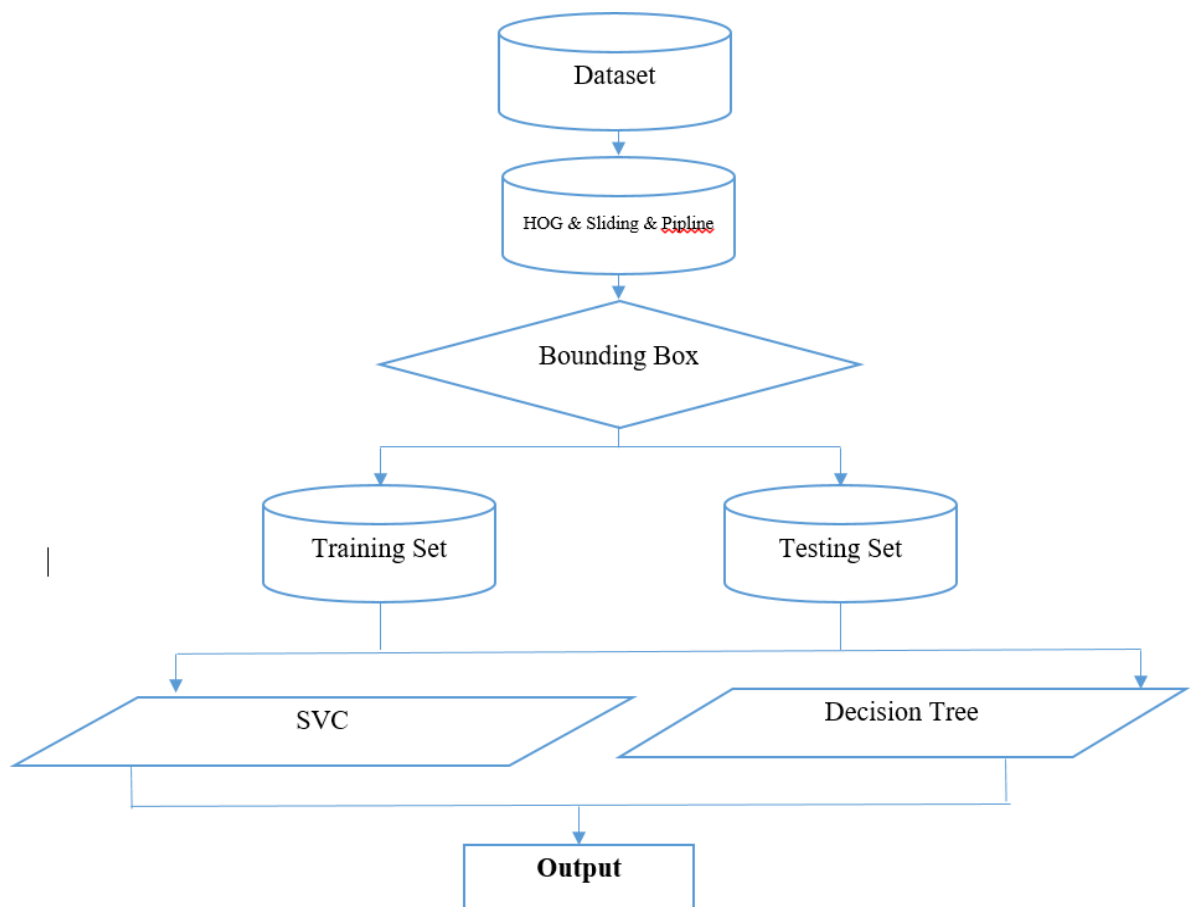 Dataset
HOG & Sliding & Pipline
Bounding Box
Training Set
Testing Set
SVC
Decision Tree
Output